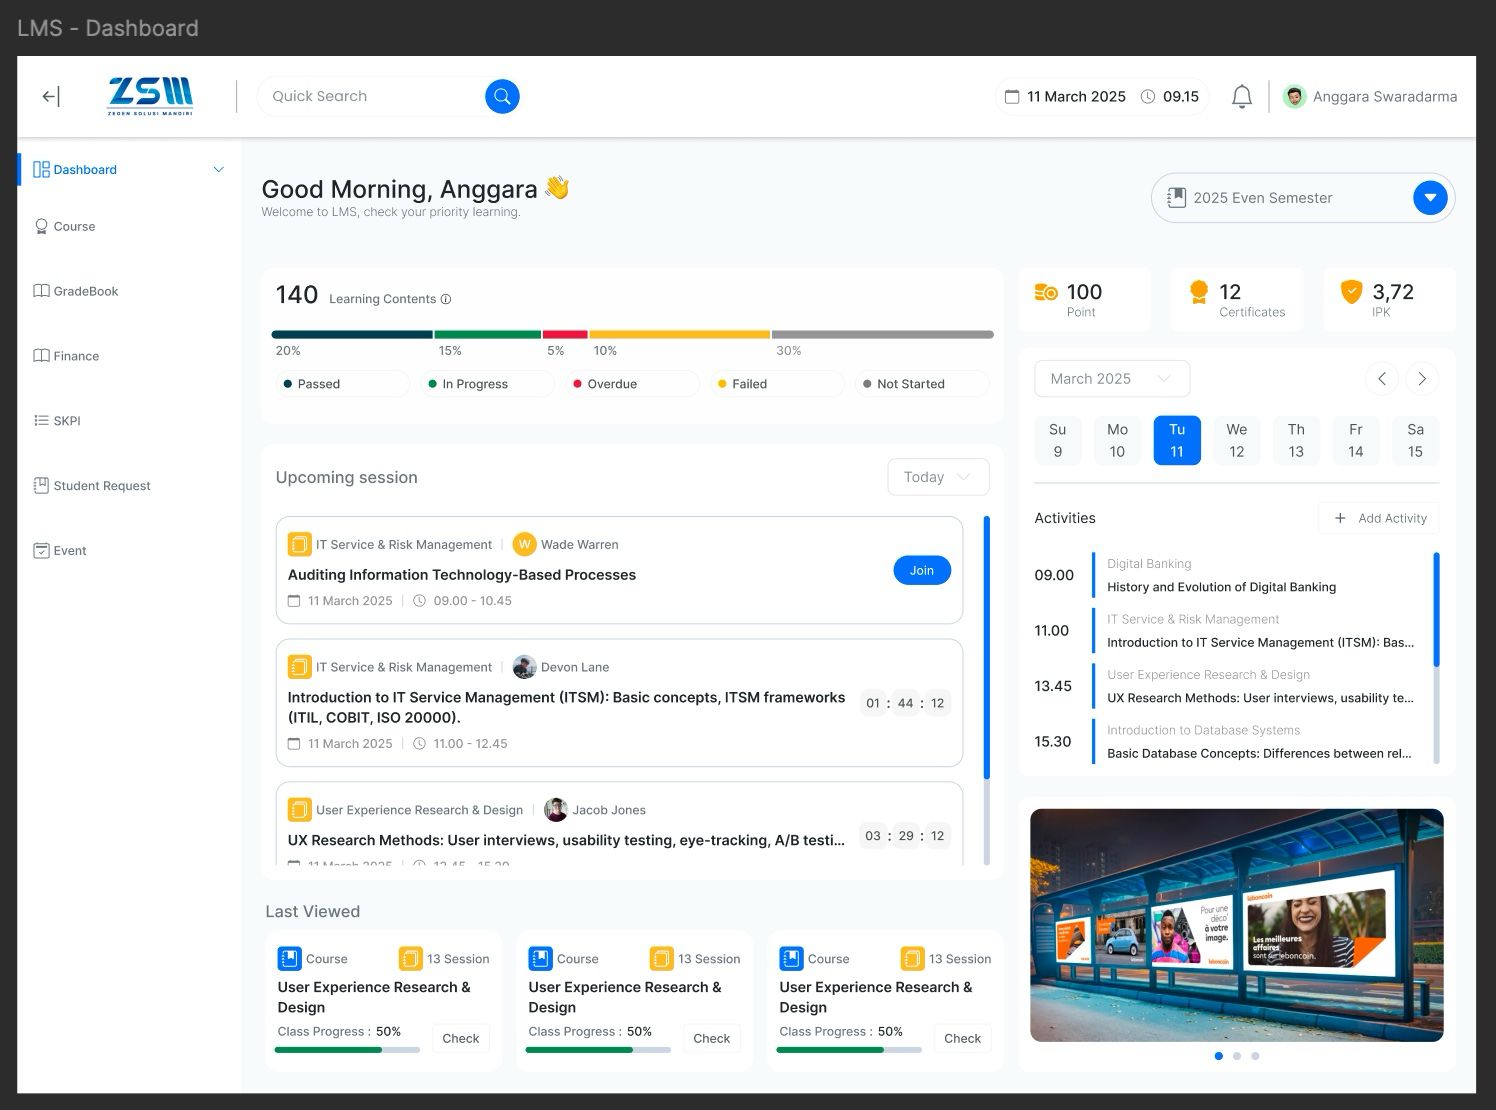 LMS - Dashboard
ZSM
ZEGEN SOLUSI MANDIRI
Quick Search
11 March 2025 09.15
Anggara Swaradarma
Dashboard
Course
GradeBook
Finance
SKPI
Student Request
Event
Good Morning, Anggara 👋
Welcome to LMS, check your priority learning.
2025 Even Semester
140 Learning Contents
20% 15% 5% 10% 30%
Passed In Progress Overdue Failed Not Started
100
Point
12
Certificates
3,72
IPK
Upcoming session
Today
IT Service & Risk Management | W Wade Warren
Auditing Information Technology-Based Processes
11 March 2025 | 09.00 - 10.45
Join
IT Service & Risk Management | Devon Lane
Introduction to IT Service Management (ITSM): Basic concepts, ITSM frameworks
(ITIL, COBIT, ISO 20000).
11 March 2025 | 11.00 - 12.45
01 : 44 : 12
User Experience Research & Design | Jacob Jones
UX Research Methods: User interviews, usability testing, eye-tracking, A/B testi...
11 March 2025 | 13.45 - 15.20
03 : 29 : 12
March 2025
Su Mo Tu We Th Fr Sa
9 10 11 12 13 14 15
Activities
+ Add Activity
09.00
Digital Banking
History and Evolution of Digital Banking
11.00
IT Service & Risk Management
Introduction to IT Service Management (ITSM): Bas...
13.45
User Experience Research & Design
UX Research Methods: User interviews, usability te...
15.30
Introduction to Database Systems
Basic Database Concepts: Differences between rel...
Last Viewed
Course 13 Session
User Experience Research &
Design
Class Progress : 50%
Check
Course 13 Session
User Experience Research &
Design
Class Progress : 50%
Check
Course 13 Session
User Experience Research &
Design
Class Progress : 50%
Check
Pour une
déco'
à votre
image.
leboncoin
leboncoin
Les meilleures
affaires
sont sur leboncoin.